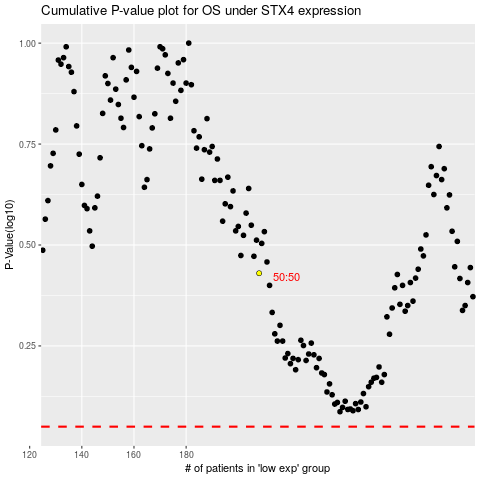 Cumulative P-value plot for OS under STX4 expression
P-Value(log10)
1.00
0.75
0.50
0.25
50:50
120 140 160 180
# of patients in 'low exp' group